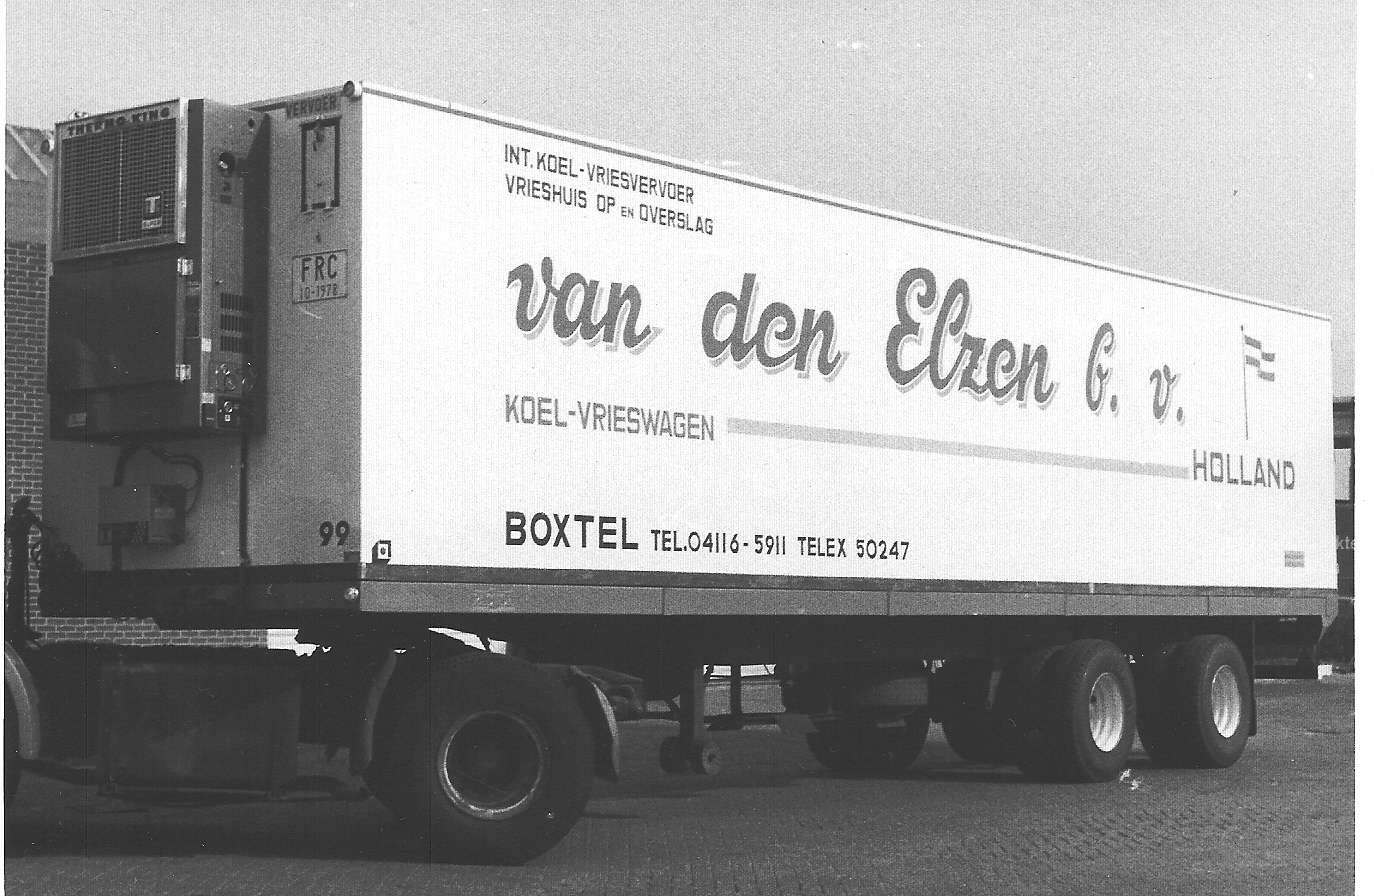 THERMO KING
VERVOER
T
FRC
10-1978
99
INT. KOEL-VRIESVERVOER
VRIESHUIS OP EN OVERSLAG
van den Elzen b. v.
KOEL-VRIESWAGEN
HOLLAND
BOXTEL TEL.04116-5911 TELEX 50247